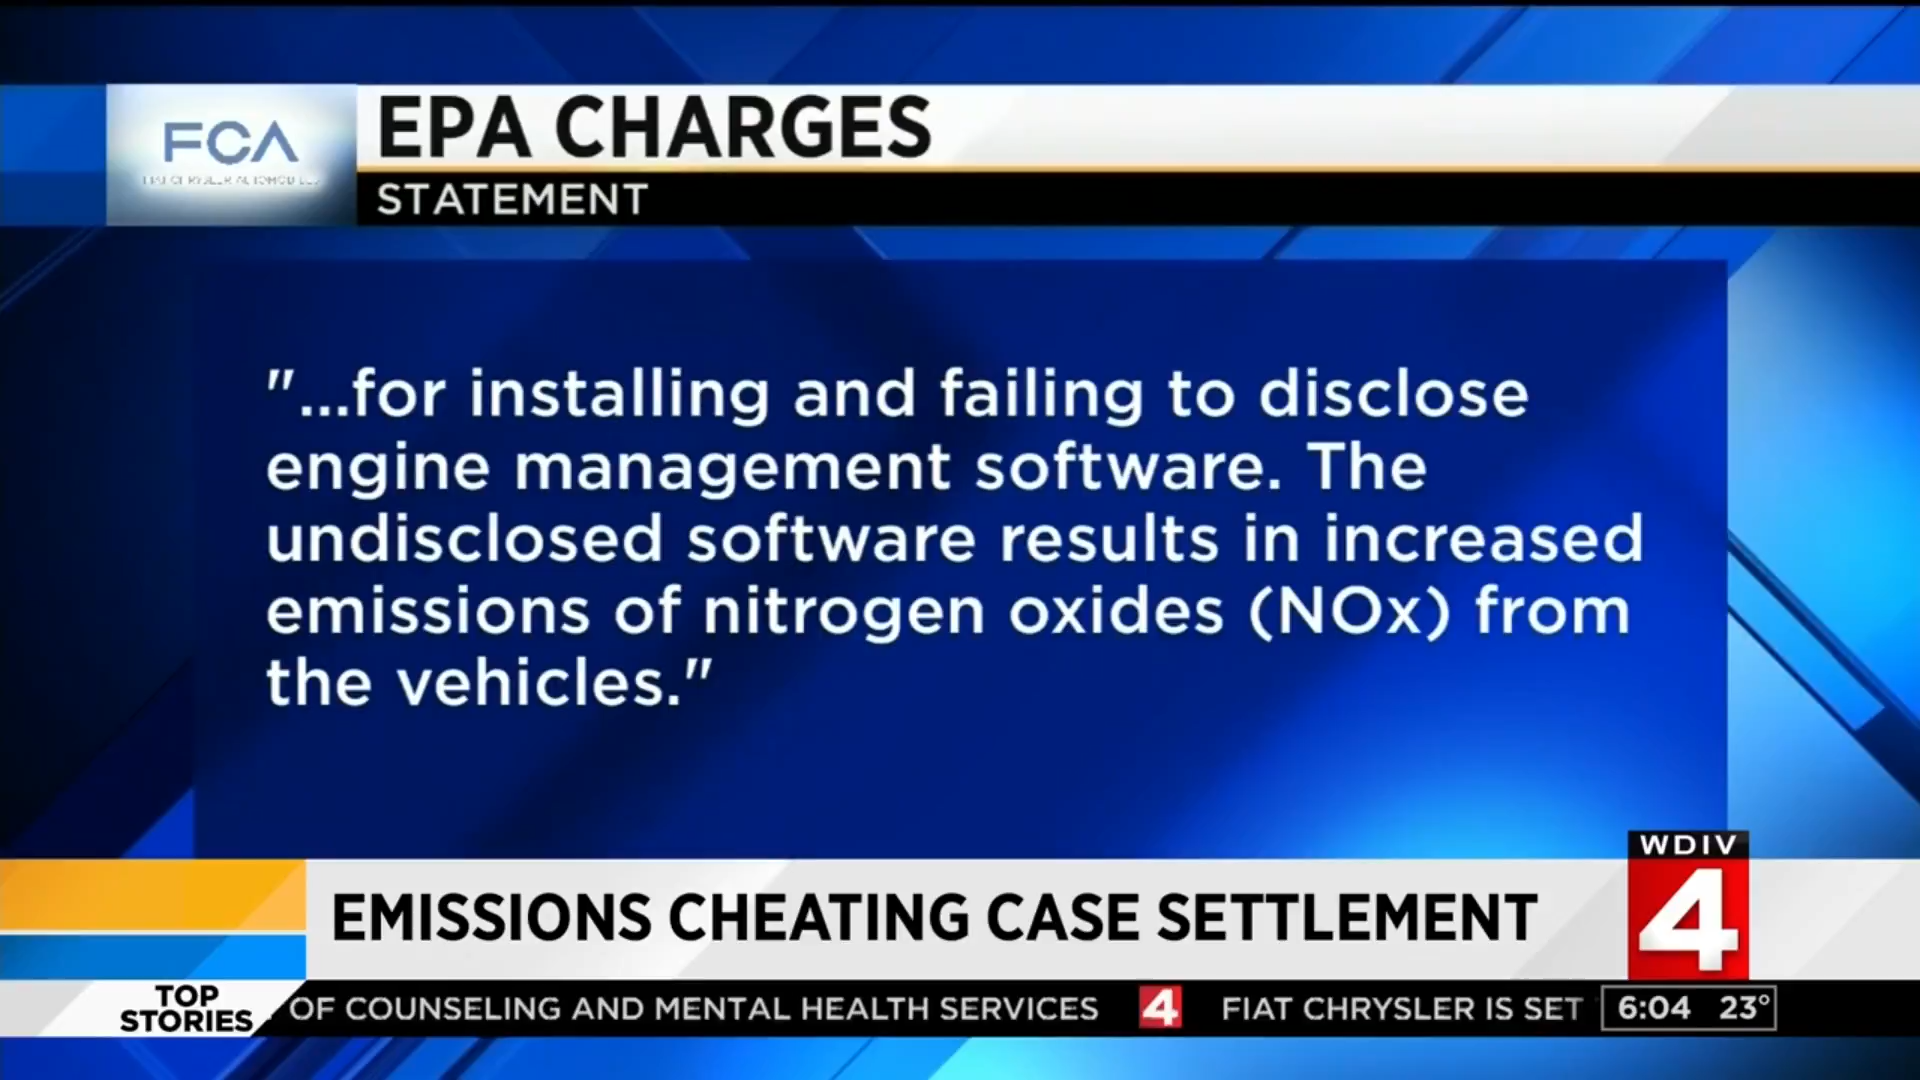 FCA
EPA CHARGES
STATEMENT
"...for installing and failing to disclose
engine management software. The
undisclosed software results in increased
emissions of nitrogen oxides (NOx) from
the vehicles."
WDIV
4
EMISSIONS CHEATING CASE SETTLEMENT
TOP
STORIES
OF COUNSELING AND MENTAL HEALTH SERVICES 4 FIAT CHRYSLER IS SET
6:04 23°